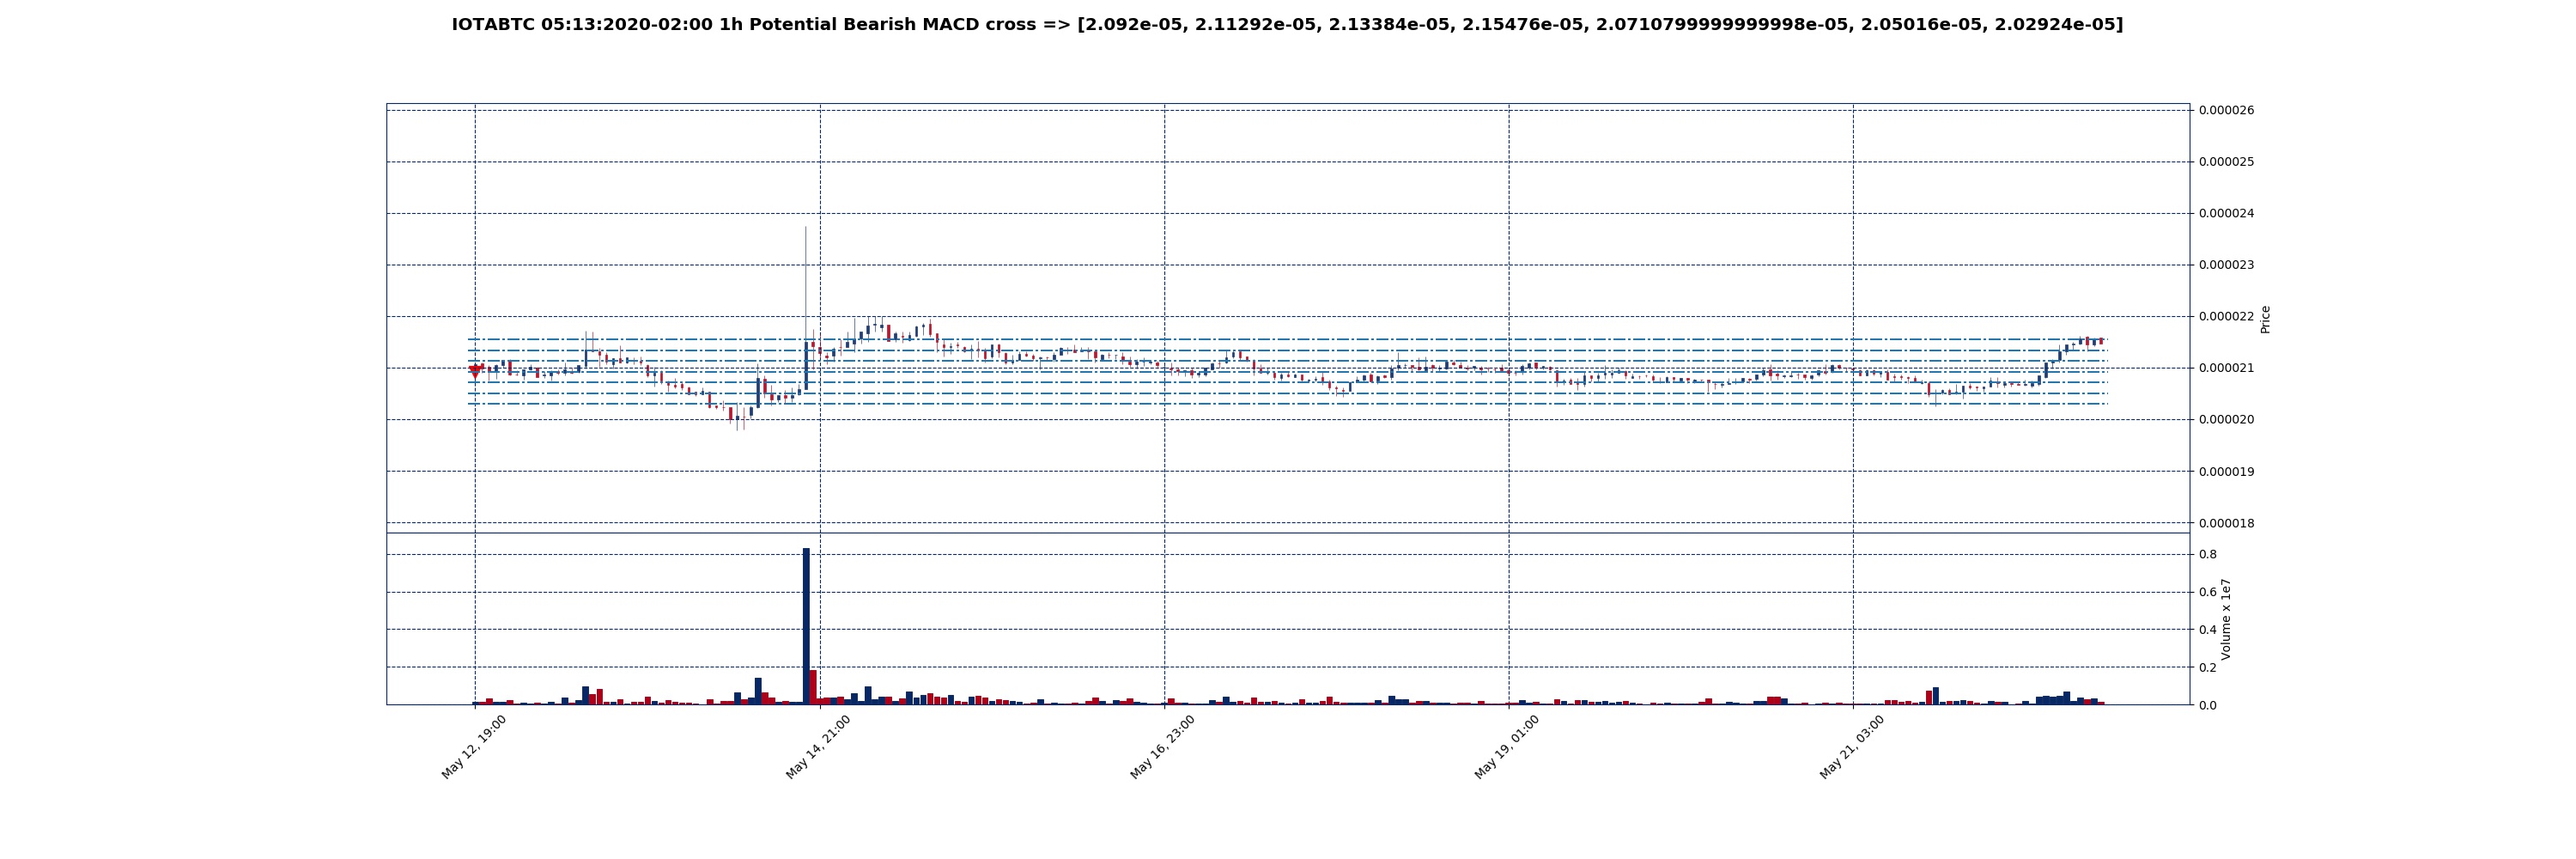 IOTABTC 05:13:2020-02:00 1h Potential Bearish MACD cross => [2.092e-05, 2.11292e-05, 2.13384e-05, 2.15476e-05, 2.0710799999999998e-05, 2.05016e-05, 2.02924e-05]
0.000026
0.000025
0.000024
0.000023
0.000022
0.000021
0.000020
0.000019
0.000018
Price
0.8
0.6
0.4
0.2
0.0
Volume x 1e7
May 12, 19:00
May 14, 21:00
May 16, 23:00
May 19, 01:00
May 21, 03:00